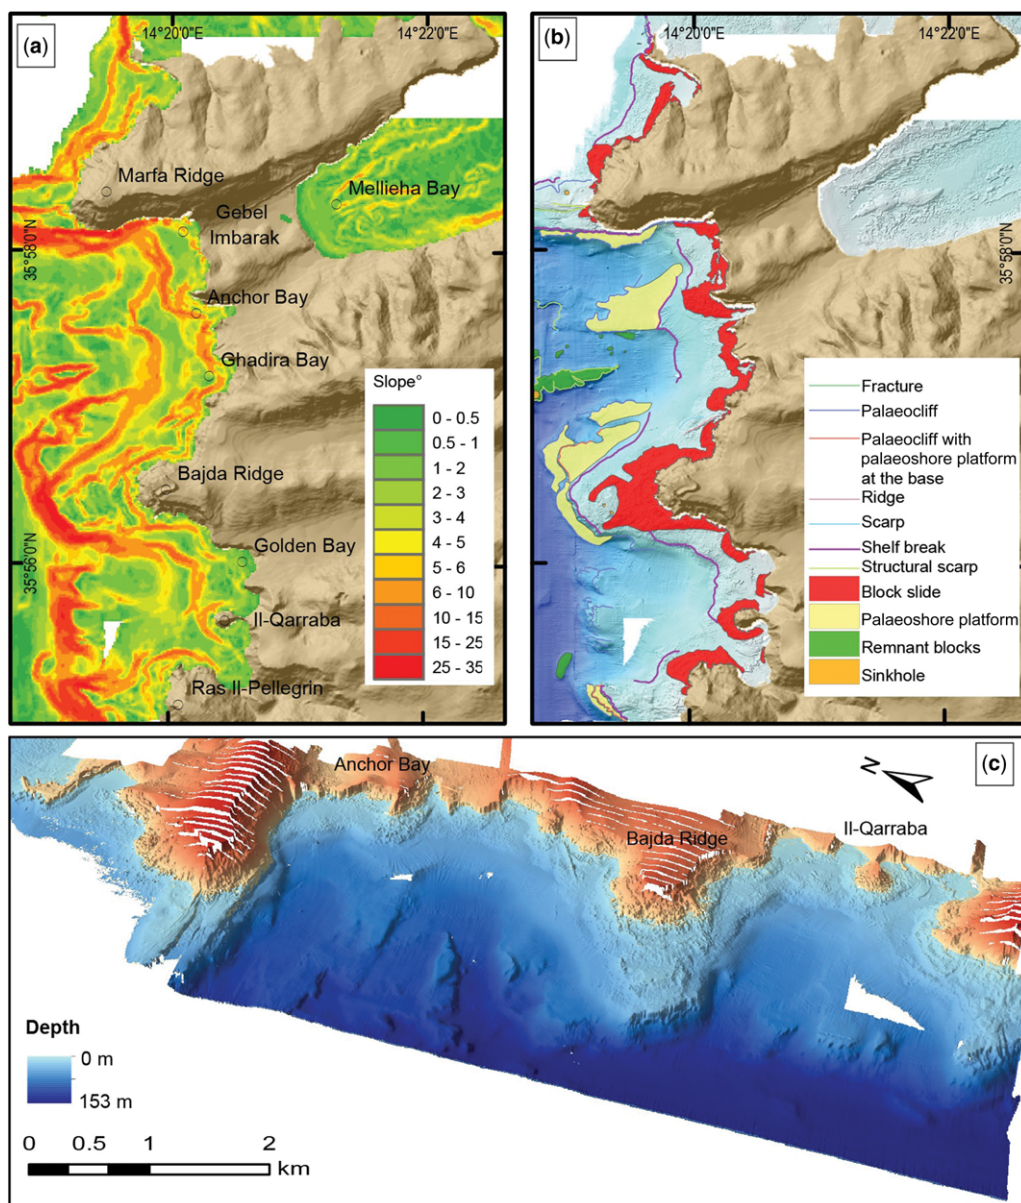 (a)
14°20'0"E
14°22'0"E
Marfa Ridge
Mellieha Bay
Gebel
Imbarak
35°58'0"N
Anchor Bay
Ghadira Bay
Bajda Ridge
35°56'0"N
Golden Bay
Il-Qarraba
Ras Il-Pellegrin
Slope°
0 - 0.5
0.5 - 1
1 - 2
2 - 3
3 - 4
4 - 5
5 - 6
6 - 10
10 - 15
15 - 25
25 - 35
(b)
14°20'0"E
14°22'0"E
35°58'0"N
Fracture
Palaeocliff
Palaeocliff with
palaeoshore platform
at the base
Ridge
Scarp
Shelf break
Structural scarp
Block slide
Palaeoshore platform
Remnant blocks
Sinkhole
(c)
N
Anchor Bay
Bajda Ridge
Il-Qarraba
Depth
0 m
153 m
0 0.5 1 2
km